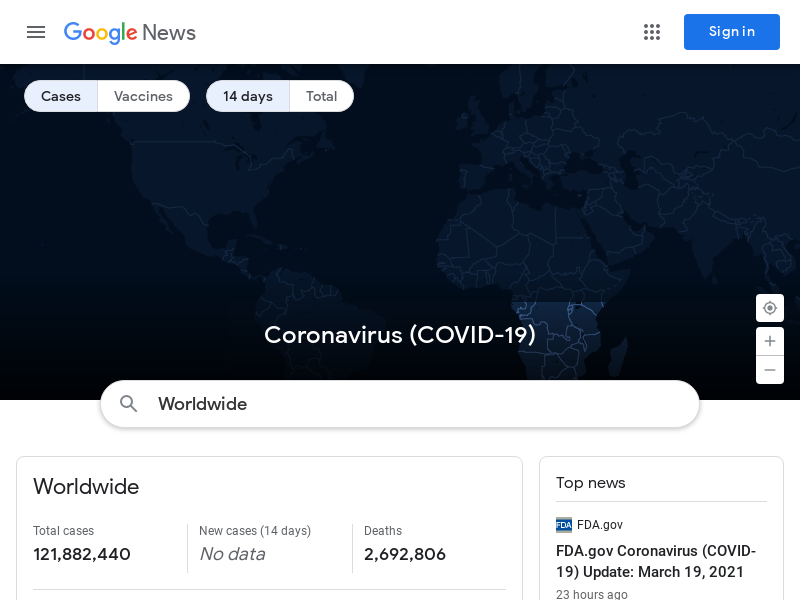 Google News
Sign in
Cases
Vaccines
14 days
Total
Coronavirus (COVID-19)
Worldwide
Worldwide
Total cases
121,882,440
New cases (14 days)
No data
Deaths
2,692,806
Top news
FDA
FDA.gov
FDA.gov Coronavirus (COVID-
19) Update: March 19, 2021
23 hours ago